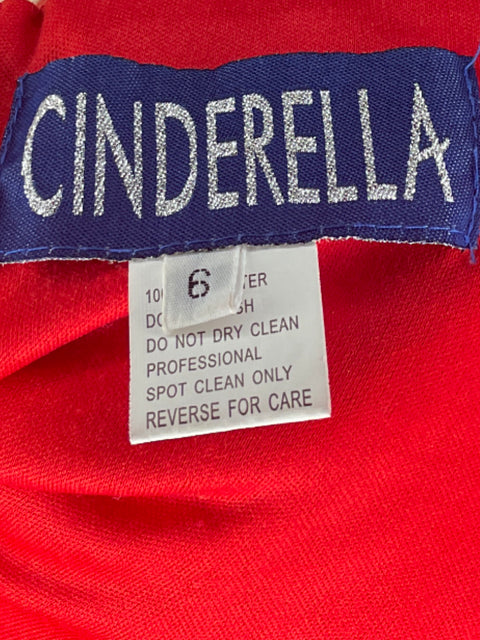 CINDERELLA
6
DO NOT DRY CLEAN
PROFESSIONAL
SPOT CLEAN ONLY
REVERSE FOR CARE